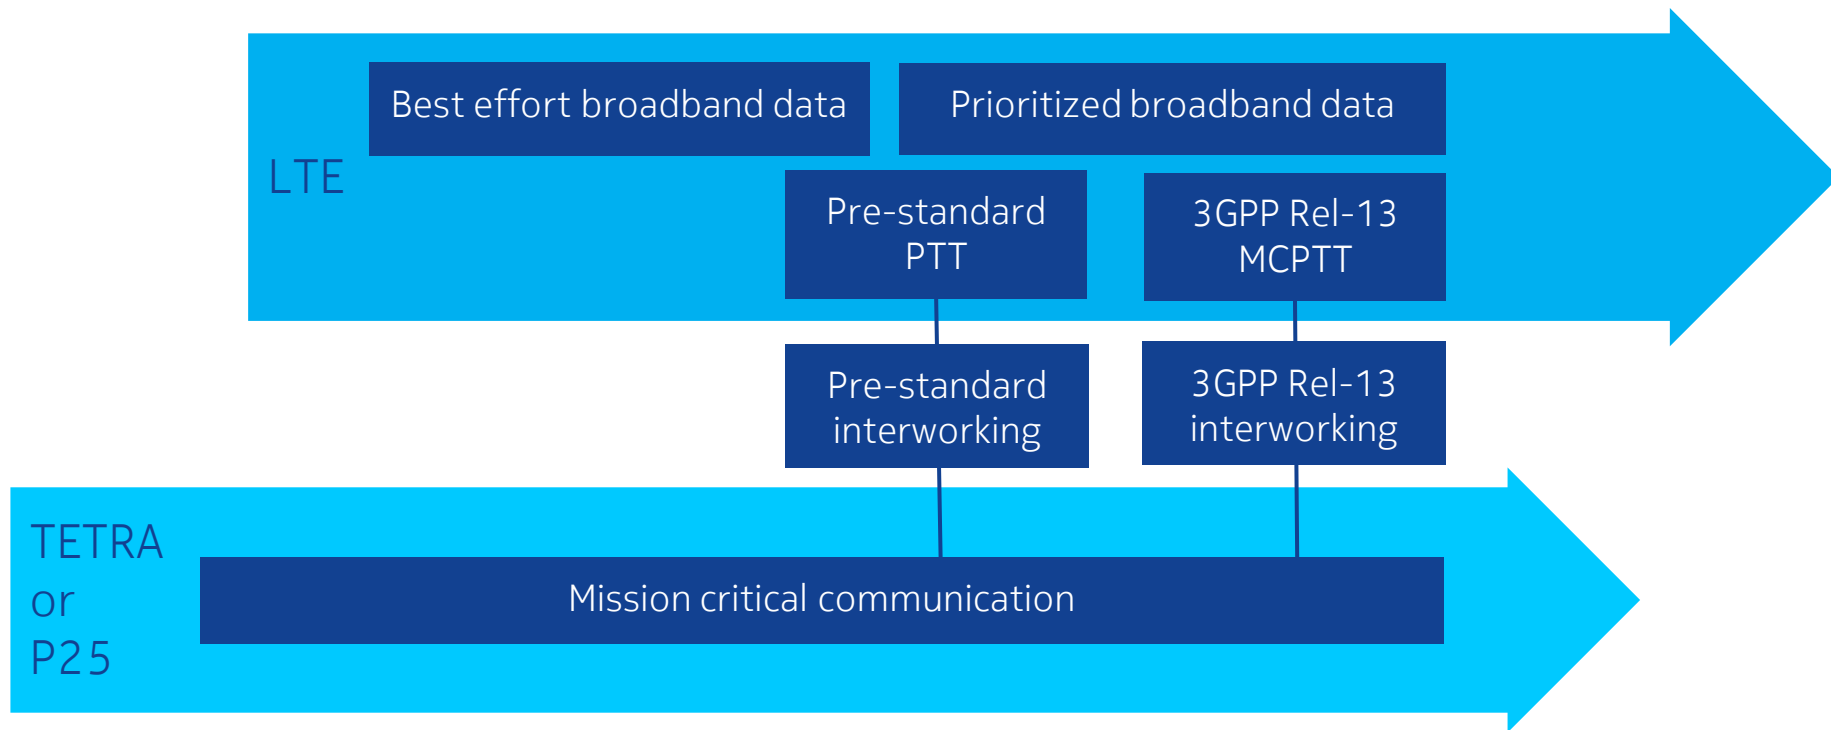 Best effort broadband data
Prioritized broadband data
LTE
Pre-standard
PTT
3GPP Rel-13
MCPTT
Pre-standard
interworking
3GPP Rel-13
interworking
TETRA
or
P25
Mission critical communication